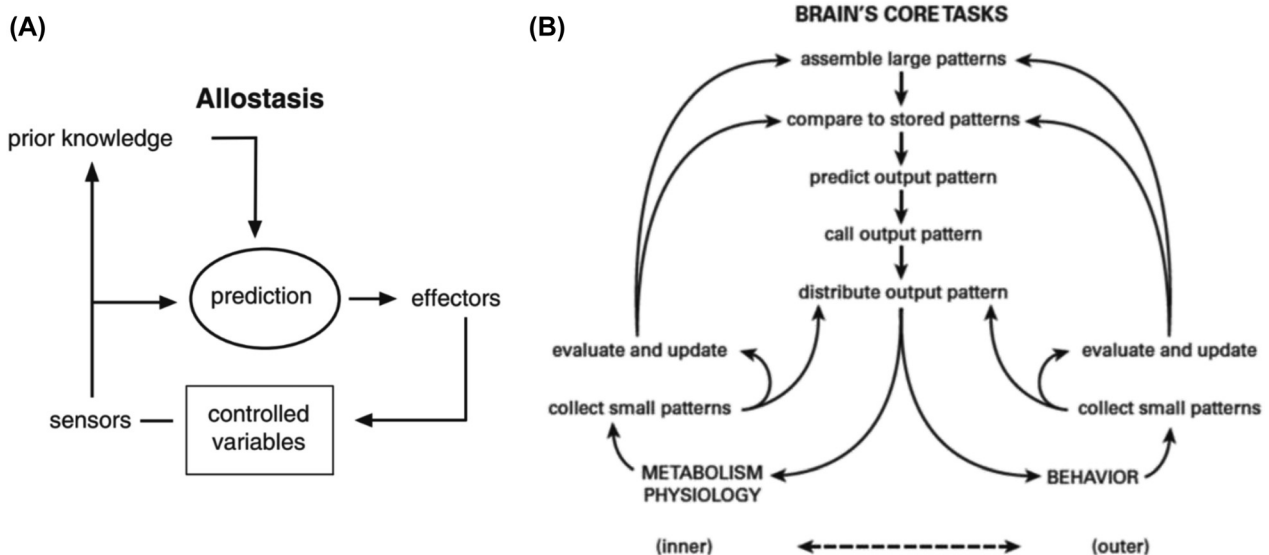 (A)
Allostasis
prior knowledge
prediction
effectors
sensors
controlled
variables
(B)
BRAIN'S CORE TASKS
assemble large patterns
compare to stored patterns
predict output pattern
call output pattern
distribute output pattern
evaluate and update
evaluate and update
collect small patterns
collect small patterns
METABOLISM
PHYSIOLOGY
BEHAVIOR
(inner)
(outer)